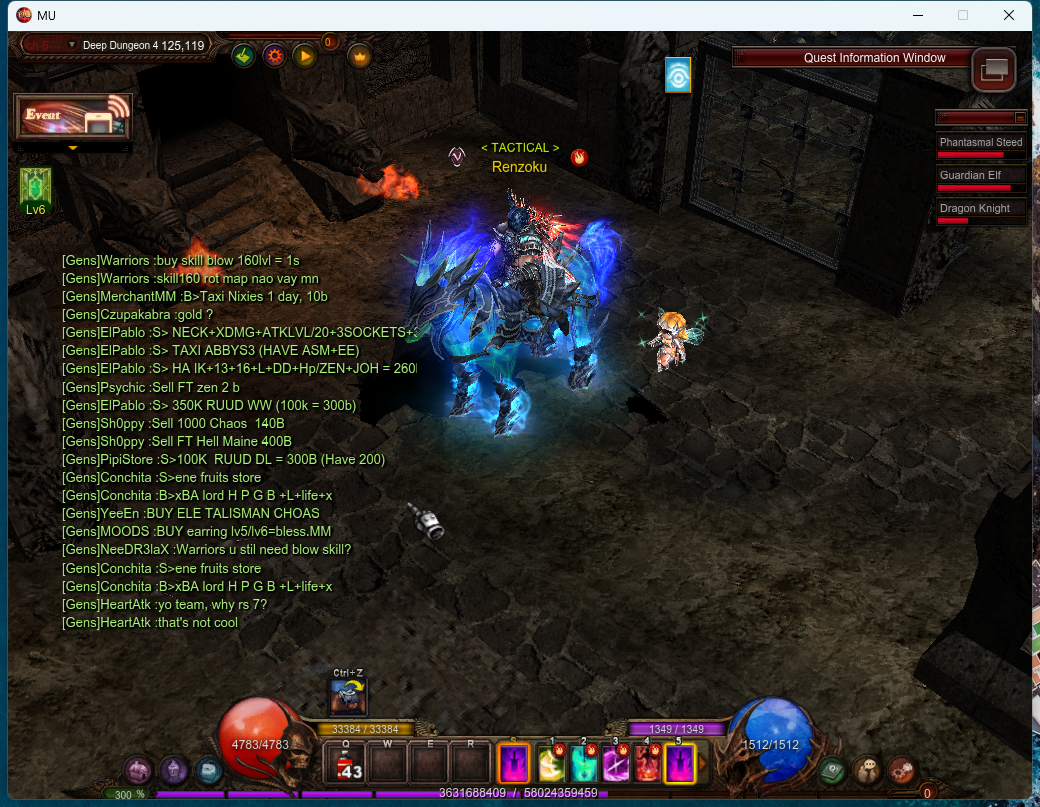 MU
Ch 5
Deep Dungeon 4 125,119
0
Quest Information Window
Event
Phantasmal Steed
Guardian Elf
Dragon Knight
Lv6
< TACTICAL >
Renzoku
[Gens]Warriors :buy skill blow 160lvl = 1s
[Gens]Warriors :skill160 rot map nao vay mn
[Gens]MerchantMM :B>Taxi Nixies 1 day, 10b
[Gens]Czupakabra :gold ?
[Gens]ElPablo :S> NECK+XDMG+ATKLVL/20+3SOCKETS+
[Gens]ElPablo :S> TAXI ABBYS3 (HAVE ASM+EE)
[Gens]ElPablo :S> HA IK+13+16+L+DD+Hp/ZEN+JOH = 260
[Gens]Psychic :Sell FT zen 2 b
[Gens]ElPablo :S> 350K RUUD WW (100k = 300b)
[Gens]Sh0ppy :Sell 1000 Chaos  140B
[Gens]Sh0ppy :Sell FT Hell Maine 400B
[Gens]PipiStore :S>100K  RUUD DL = 300B (Have 200)
[Gens]Conchita :S>ene fruits store
[Gens]Conchita :B>xBA lord H P G B +L+life+x
[Gens]YeeEn :BUY ELE TALISMAN CHOAS
[Gens]MOODS :BUY earring lv5/lv6=bless.MM
[Gens]NeeDR3laX :Warriors u stil need blow skill?
[Gens]Conchita :S>ene fruits store
[Gens]Conchita :B>xBA lord H P G B +L+life+x
[Gens]HeartAtk :yo team, why rs 7?
[Gens]HeartAtk :that's not cool
Ctrl+Z
33384 / 33384
1349 / 1349
4783/4783
1512/1512
Q W E R
1 2 3 4 5
43
300 %
3631688409 / 58024359459
0